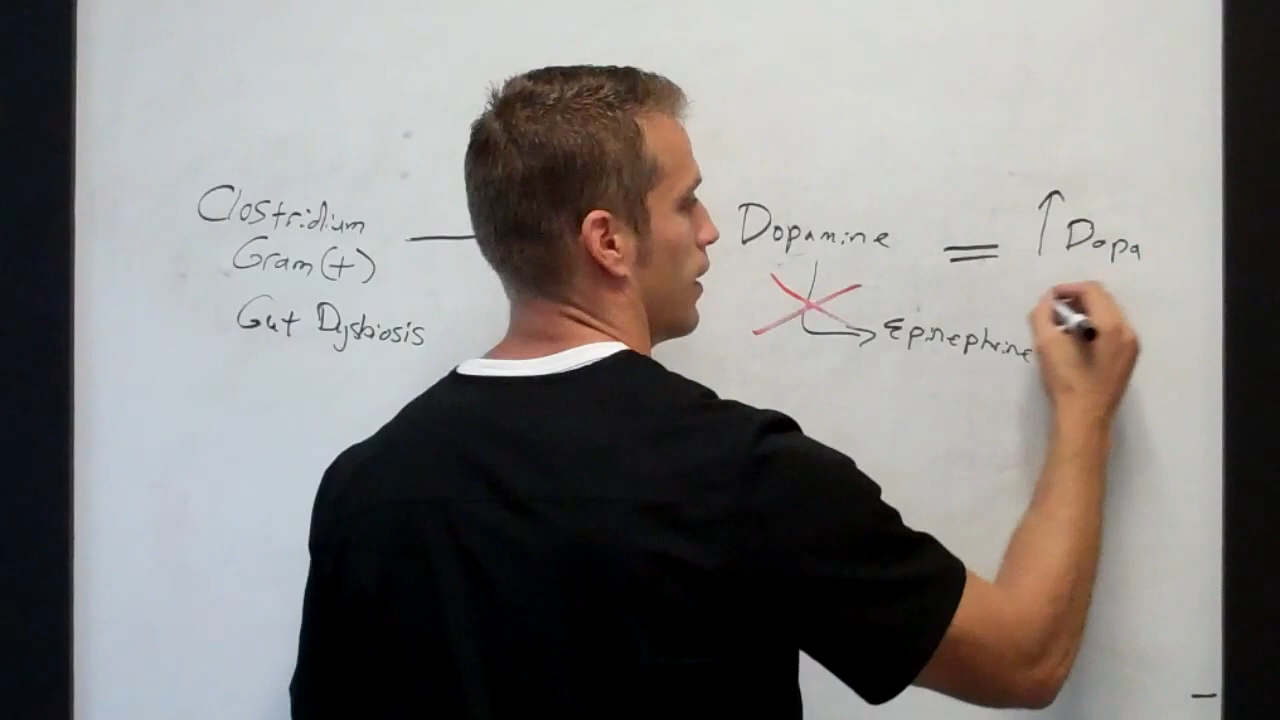 Clostridium
Gram (+)
Gut Dysbiosis
Dopamine = ↑ Dopa
Epinephrine